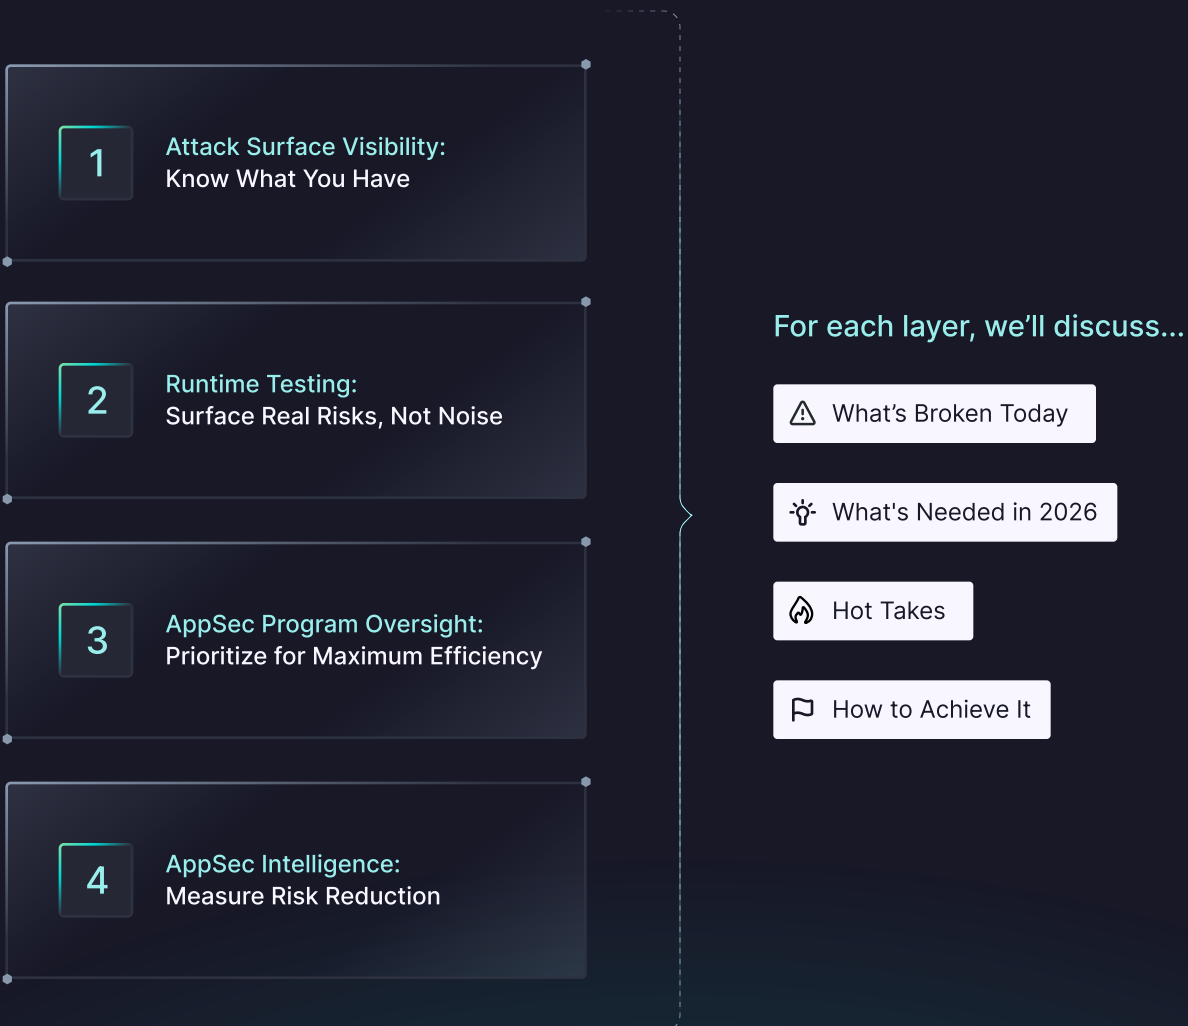 1
Attack Surface Visibility:
Know What You Have
2
Runtime Testing:
Surface Real Risks, Not Noise
3
AppSec Program Oversight:
Prioritize for Maximum Efficiency
4
AppSec Intelligence:
Measure Risk Reduction
For each layer, we’ll discuss...
What’s Broken Today
What's Needed in 2026
Hot Takes
How to Achieve It